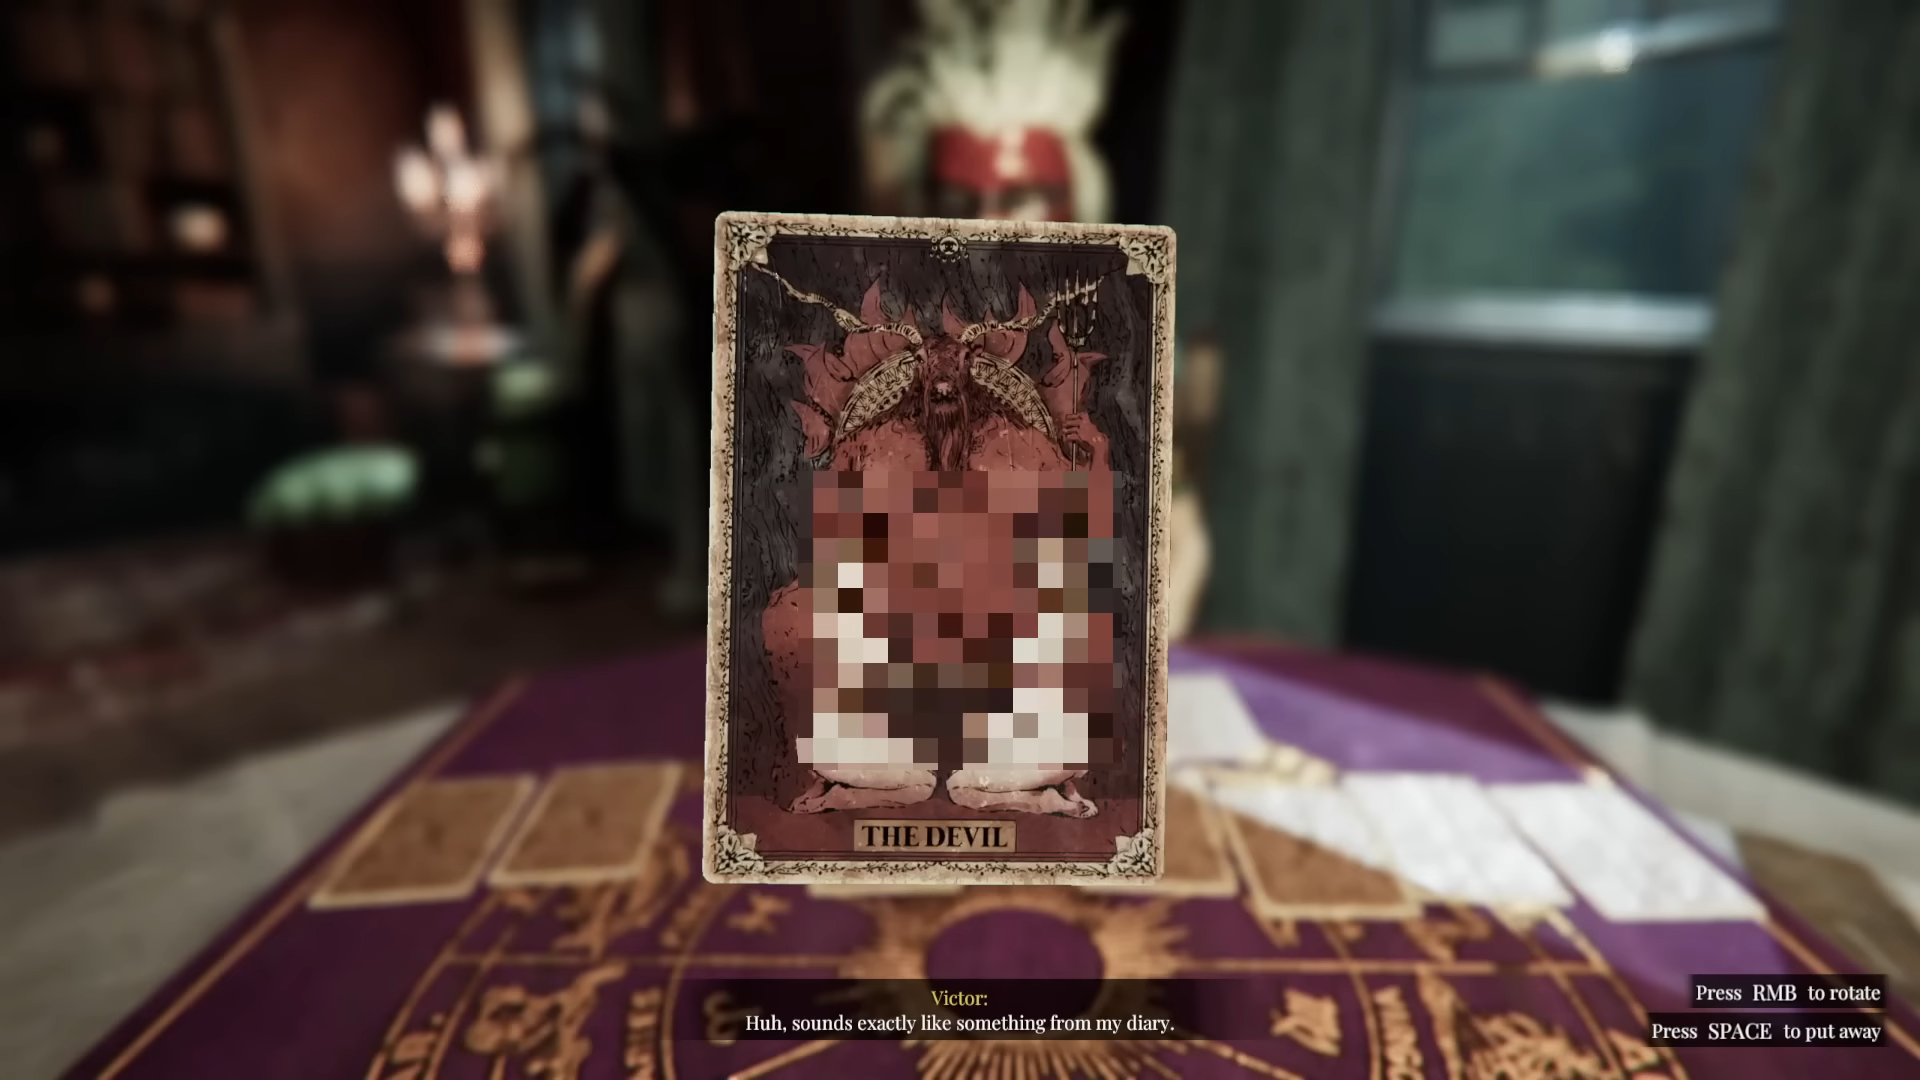 THE DEVIL
Victor:
Huh, sounds exactly like something from my diary.
Press RMB to rotate
Press SPACE to put away